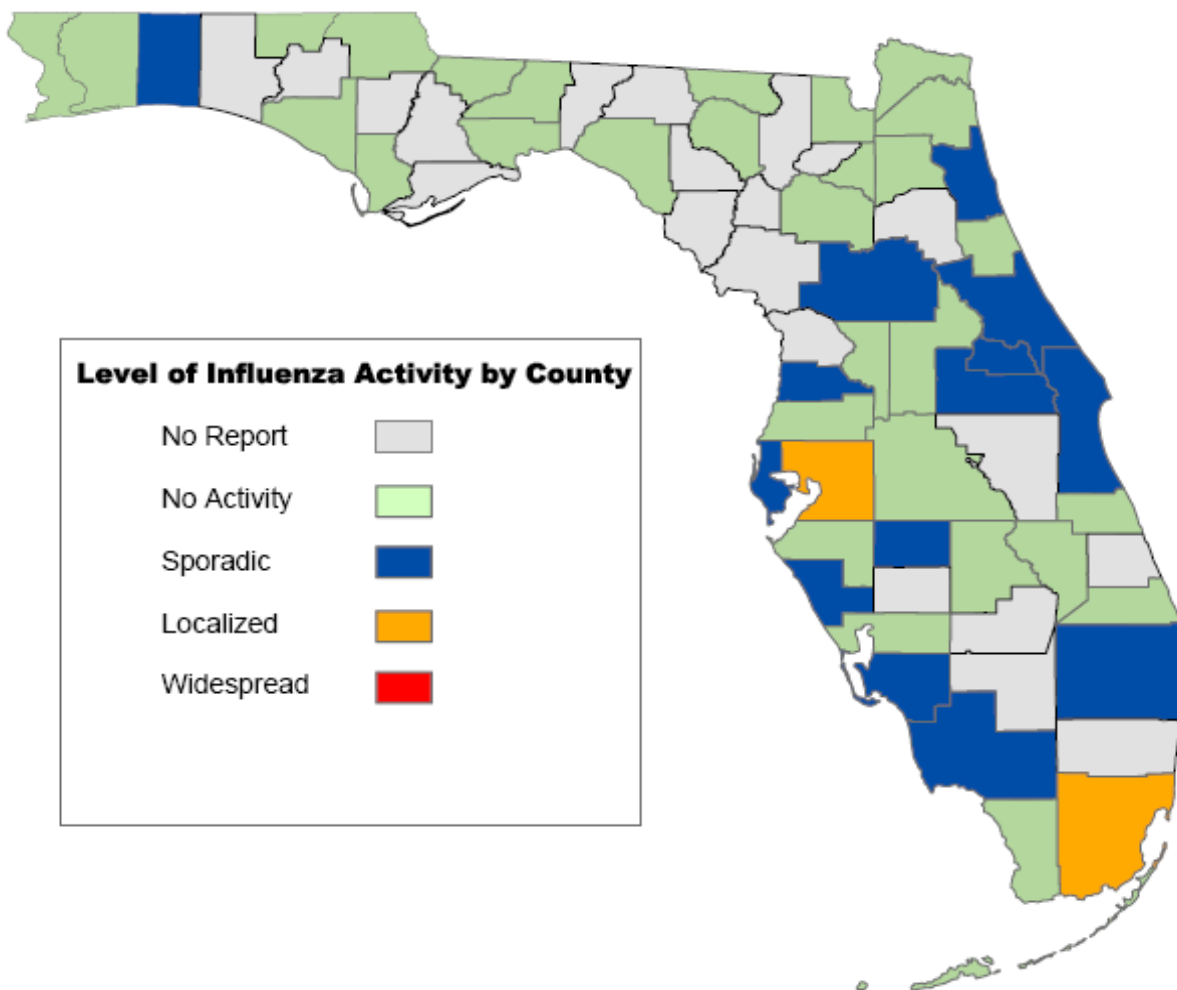 Level of Influenza Activity by County
No Report
No Activity
Sporadic
Localized
Widespread